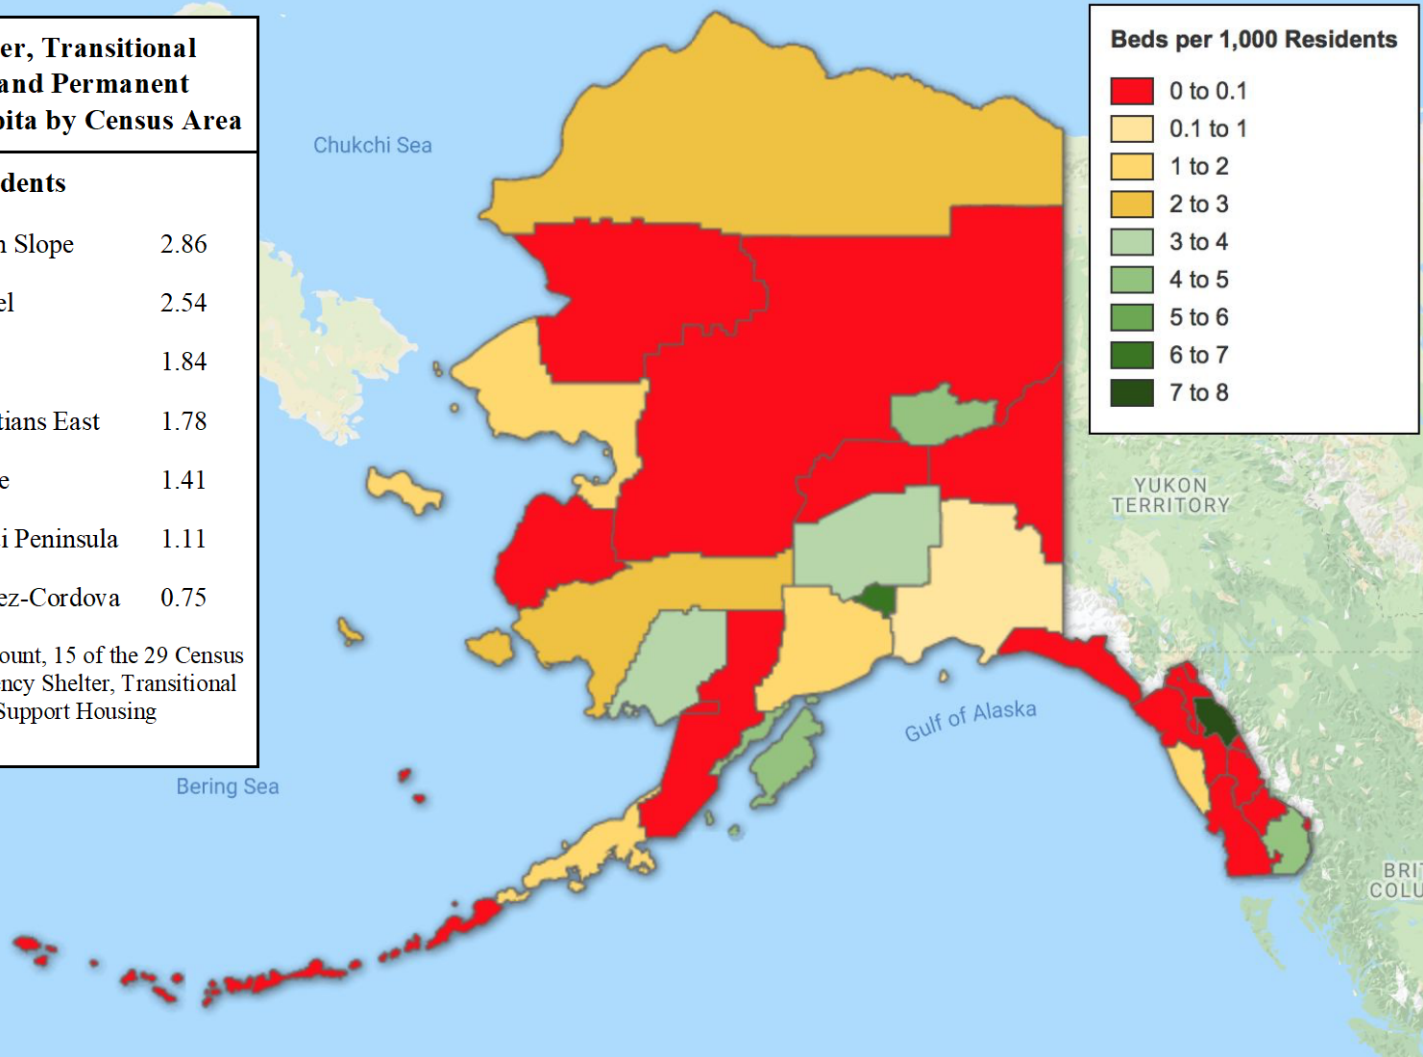 er, Transitional
and Permanent
pita by Census Area
dents
n Slope 2.86
el 2.54
1.84
tians East 1.78
e 1.41
i Peninsula 1.11
ez-Cordova 0.75
ount, 15 of the 29 Census
ency Shelter, Transitional
Support Housing
Chukchi Sea
Bering Sea
Gulf of Alaska
YUKON
TERRITORY
BRI
COLU
Beds per 1,000 Residents
0 to 0.1
0.1 to 1
1 to 2
2 to 3
3 to 4
4 to 5
5 to 6
6 to 7
7 to 8